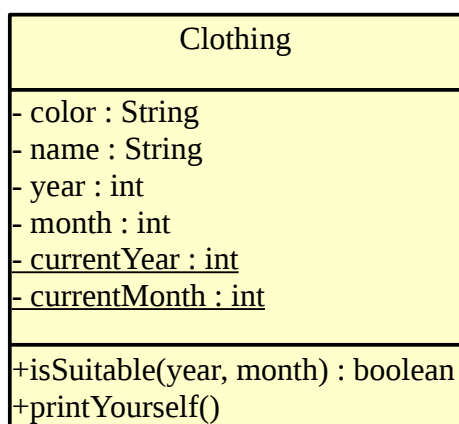 Clothing
- color : String
- name : String
- year : int
- month : int
- currentYear : int
- currentMonth : int
+isSuitable(year, month) : boolean
+printYourself()